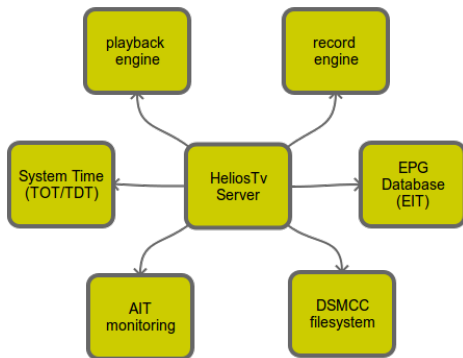 playback
engine
record
engine
System Time
(TOT/TDT)
HeliosTv
Server
EPG
Database
(EIT)
AIT
monitoring
DSMCC
filesystem